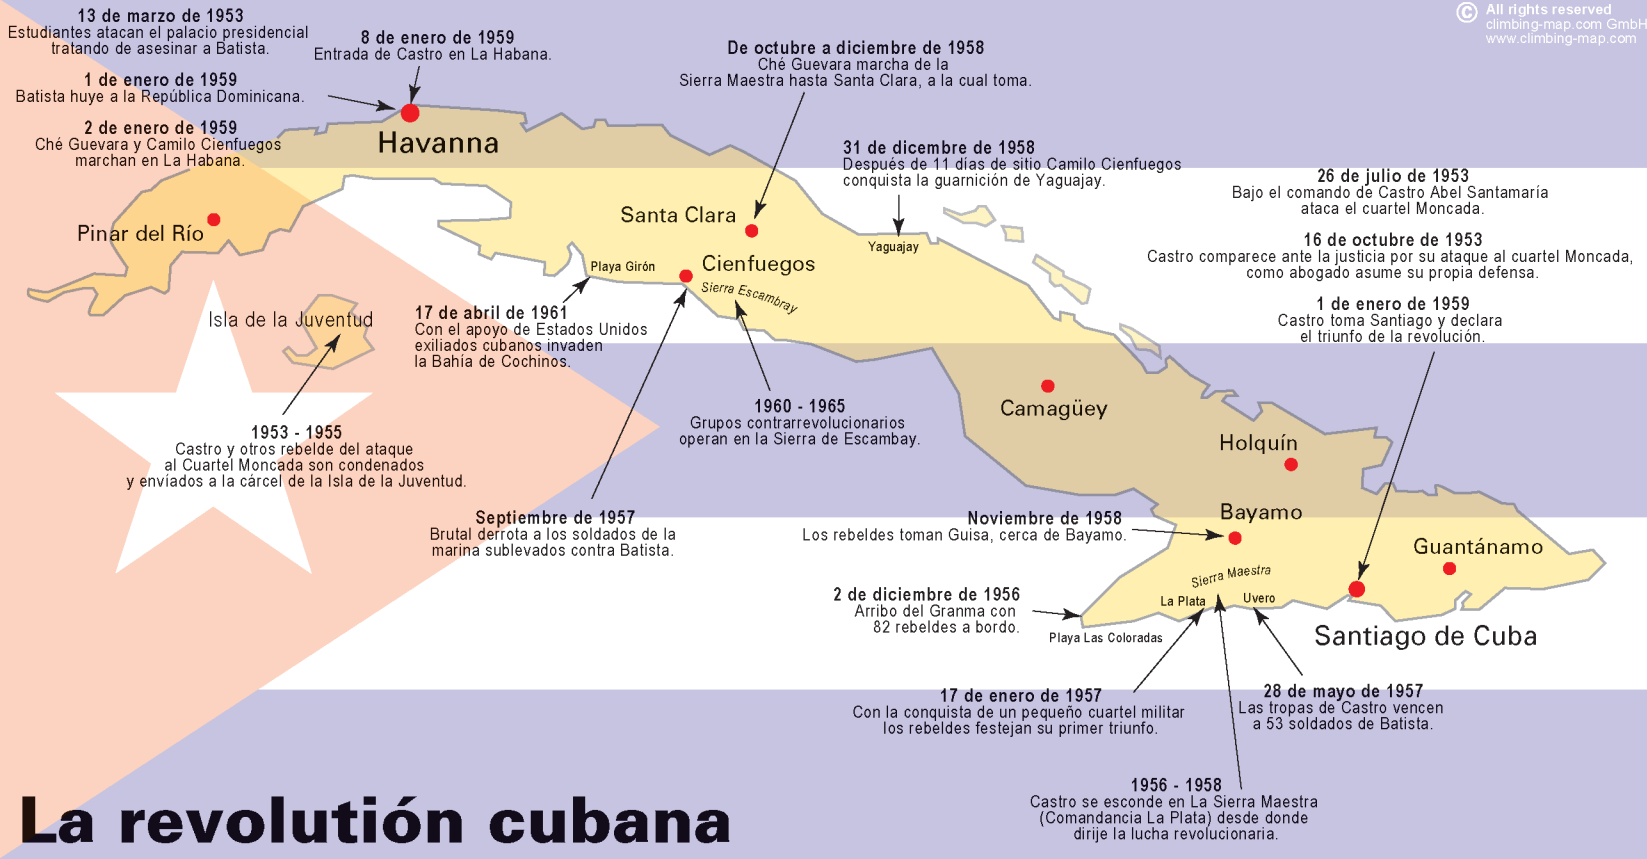 13 de marzo de 1953
Estudiantes atacan el palacio presidencial
tratando de asesinar a Batista.
1 de enero de 1959
Batista huye a la República Dominicana.
2 de enero de 1959
Ché Guevara y Camilo Cienfuegos
marchan en La Habana.
8 de enero de 1959
Entrada de Castro en La Habana.
De octubre a diciembre de 1958
Ché Guevara marcha de la
Sierra Maestra hasta Santa Clara, a la cual toma.
© All rights reserved
climbing-map.com GmbH
www.climbing-map.com
31 de dicembre de 1958
Después de 11 días de sitio Camilo Cienfuegos
conquista la guarnición de Yaguajay.
26 de julio de 1953
Bajo el comando de Castro Abel Santamaría
ataca el cuartel Moncada.
16 de octubre de 1953
Castro comparece ante la justicia por su ataque al cuartel Moncada,
como abogado asume su propia defensa.
1 de enero de 1959
Castro toma Santiago y declara
el triunfo de la revolución.
Havanna
Pinar del Río
Santa Clara
Yaguajay
Playa Girón
Cienfuegos
Sierra Escambray
Isla de la Juventud
17 de abril de 1961
Con el apoyo de Estados Unidos
exiliados cubanos invaden
la Bahía de Cochinos.
1953 - 1955
Castro y otros rebelde del ataque
al Cuartel Moncada son condenados
y envíados a la cárcel de la Isla de la Juventud.
1960 - 1965
Grupos contrarrevolucionarios
operan en la Sierra de Escambay.
Septiembre de 1957
Brutal derrota a los soldados de la
marina sublevados contra Batista.
Camagüey
Holquín
Bayamo
Guantánamo
Noviembre de 1958
Los rebeldes toman Guisa, cerca de Bayamo.
Sierra Maestra
La Plata
Uvero
2 de diciembre de 1956
Arribo del Granma con
82 rebeldes a bordo.
Playa Las Coloradas
Santiago de Cuba
17 de enero de 1957
Con la conquista de un pequeño cuartel militar
los rebeldes festejan su primer triunfo.
28 de mayo de 1957
Las tropas de Castro vencen
a 53 soldados de Batista.
1956 - 1958
Castro se esconde en La Sierra Maestra
(Comandancia La Plata) desde donde
dirije la lucha revolucionaria.
La revolutión cubana